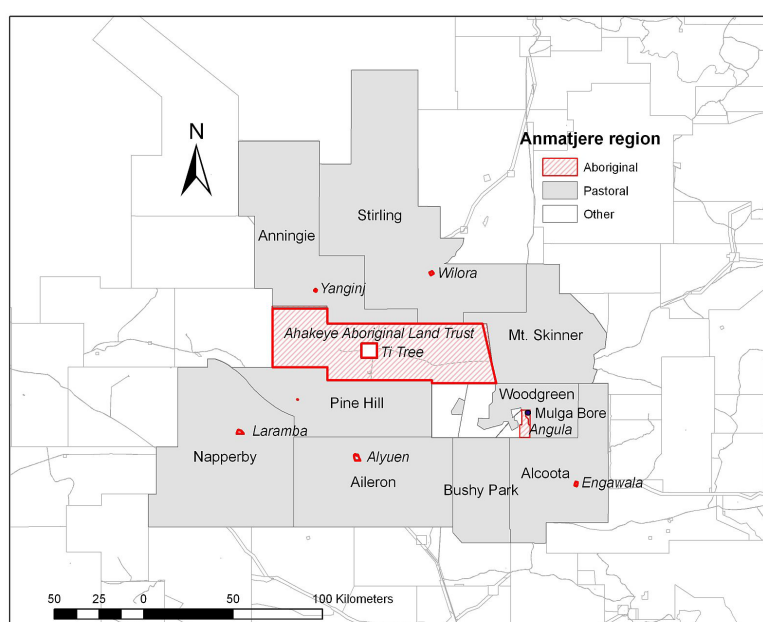 N
Anmatjere region
Aboriginal
Pastoral
Other
Stirling
Anningie
Wilora
Yanginj
Ahakeye Aboriginal Land Trust
Ti Tree
Mt. Skinner
Woodgreen
Pine Hill
Mulga Bore
Angula
Laramba
Napperby
Alyuen
Aileron
Alcoota
Bushy Park
Engawala
50 25 0 50 100 Kilometers